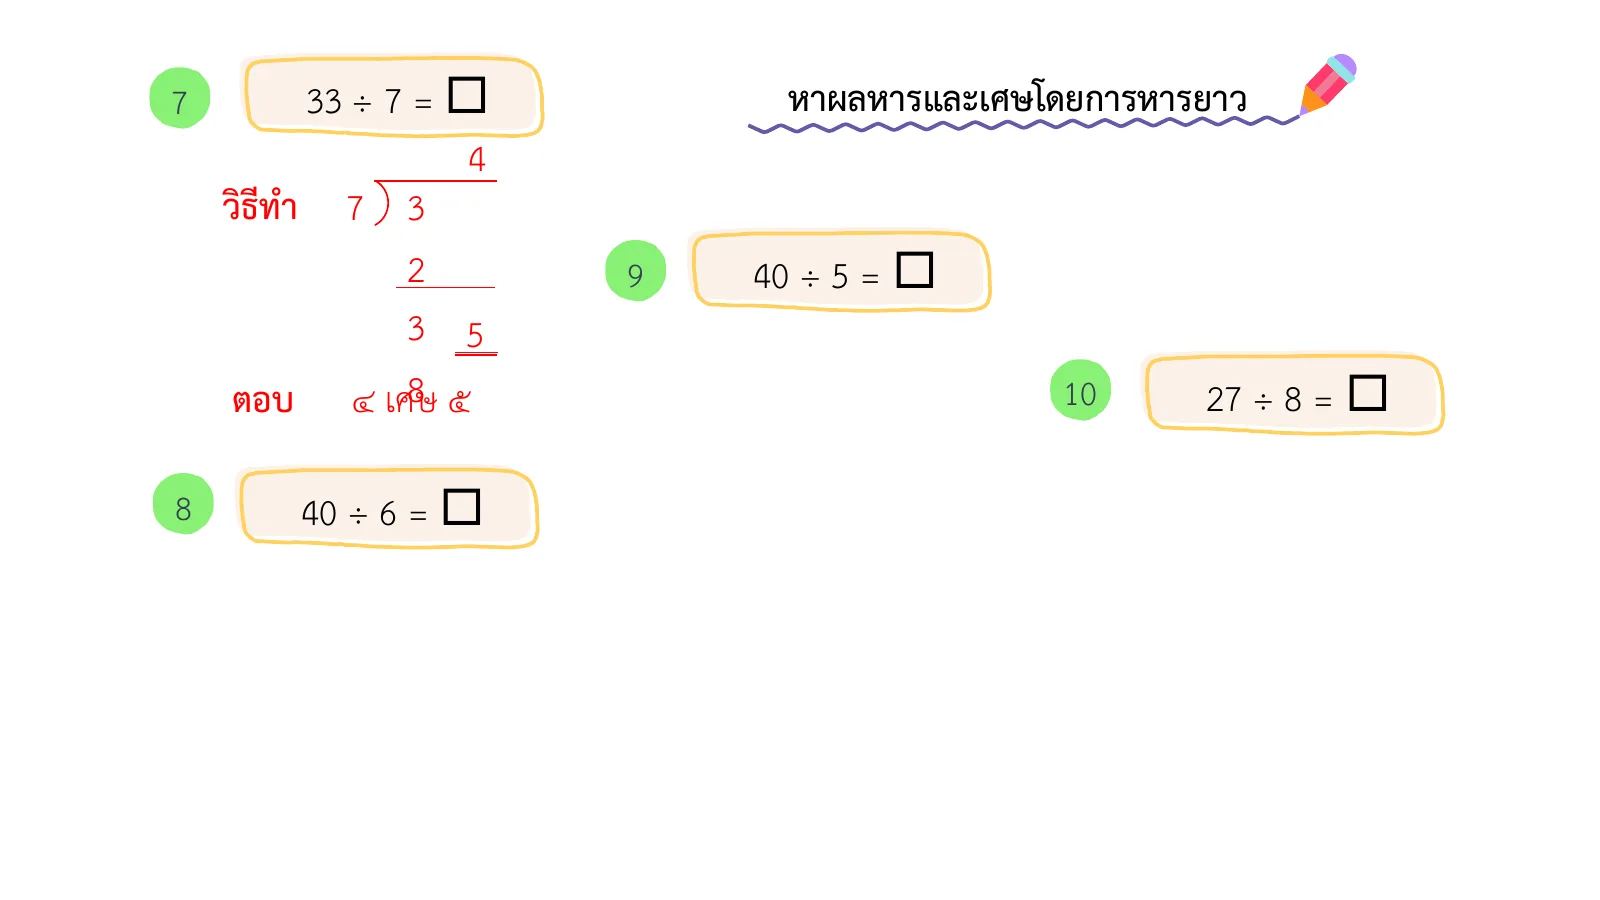 7
33 ÷ 7 = □
หาผลหารและเศษโดยการหารยาว
4
วิธีทำ 7 3
2
3 5
8
ตอบ ๔ เศษ ๕
9
40 ÷ 5 = □
10
27 ÷ 8 = □
8
40 ÷ 6 = □